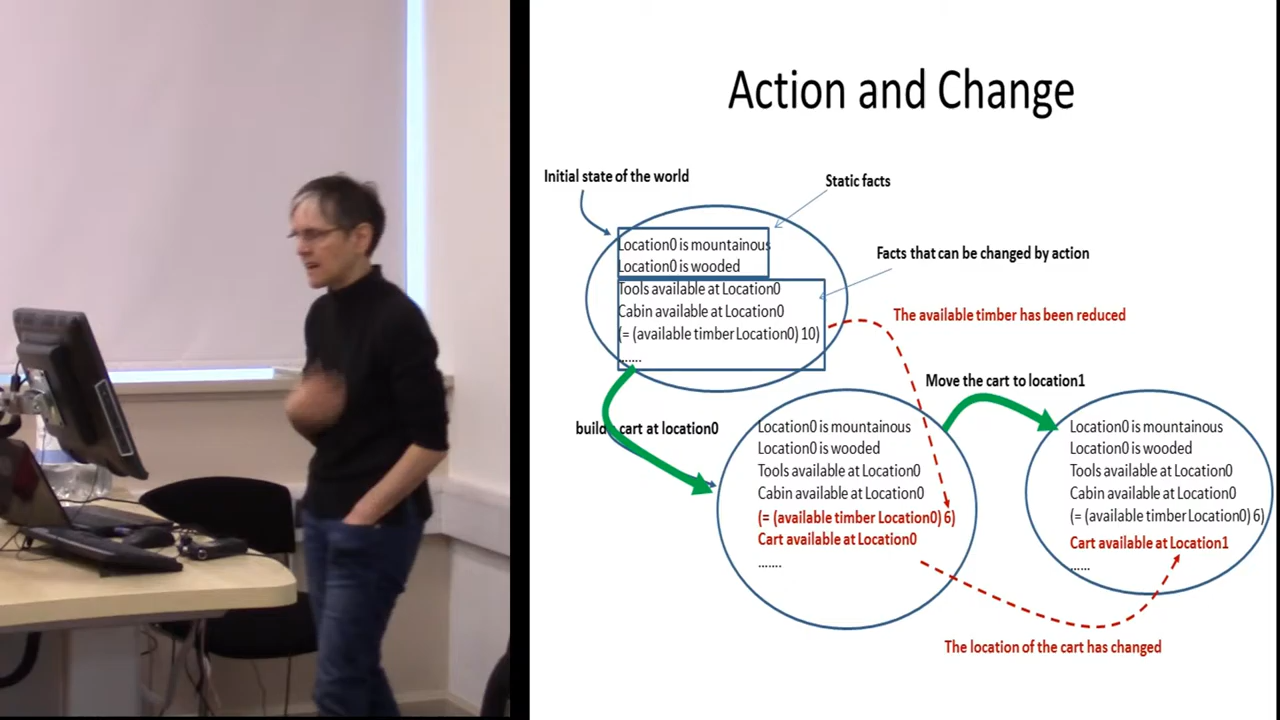 Action and Change
Initial state of the world
Static facts
Location0 is mountainous
Location0 is wooded
Facts that can be changed by action
Tools available at Location0
Cabin available at Location0
(= (available timber Location0) 10)
.......
The available timber has been reduced
Move the cart to location1
build cart at location0
Location0 is mountainous
Location0 is wooded
Tools available at Location0
Cabin available at Location0
(= (available timber Location0) 6)
Cart available at Location0
.......
Location0 is mountainous
Location0 is wooded
Tools available at Location0
Cabin available at Location0
(= (available timber Location0) 6)
Cart available at Location1
......
The location of the cart has changed